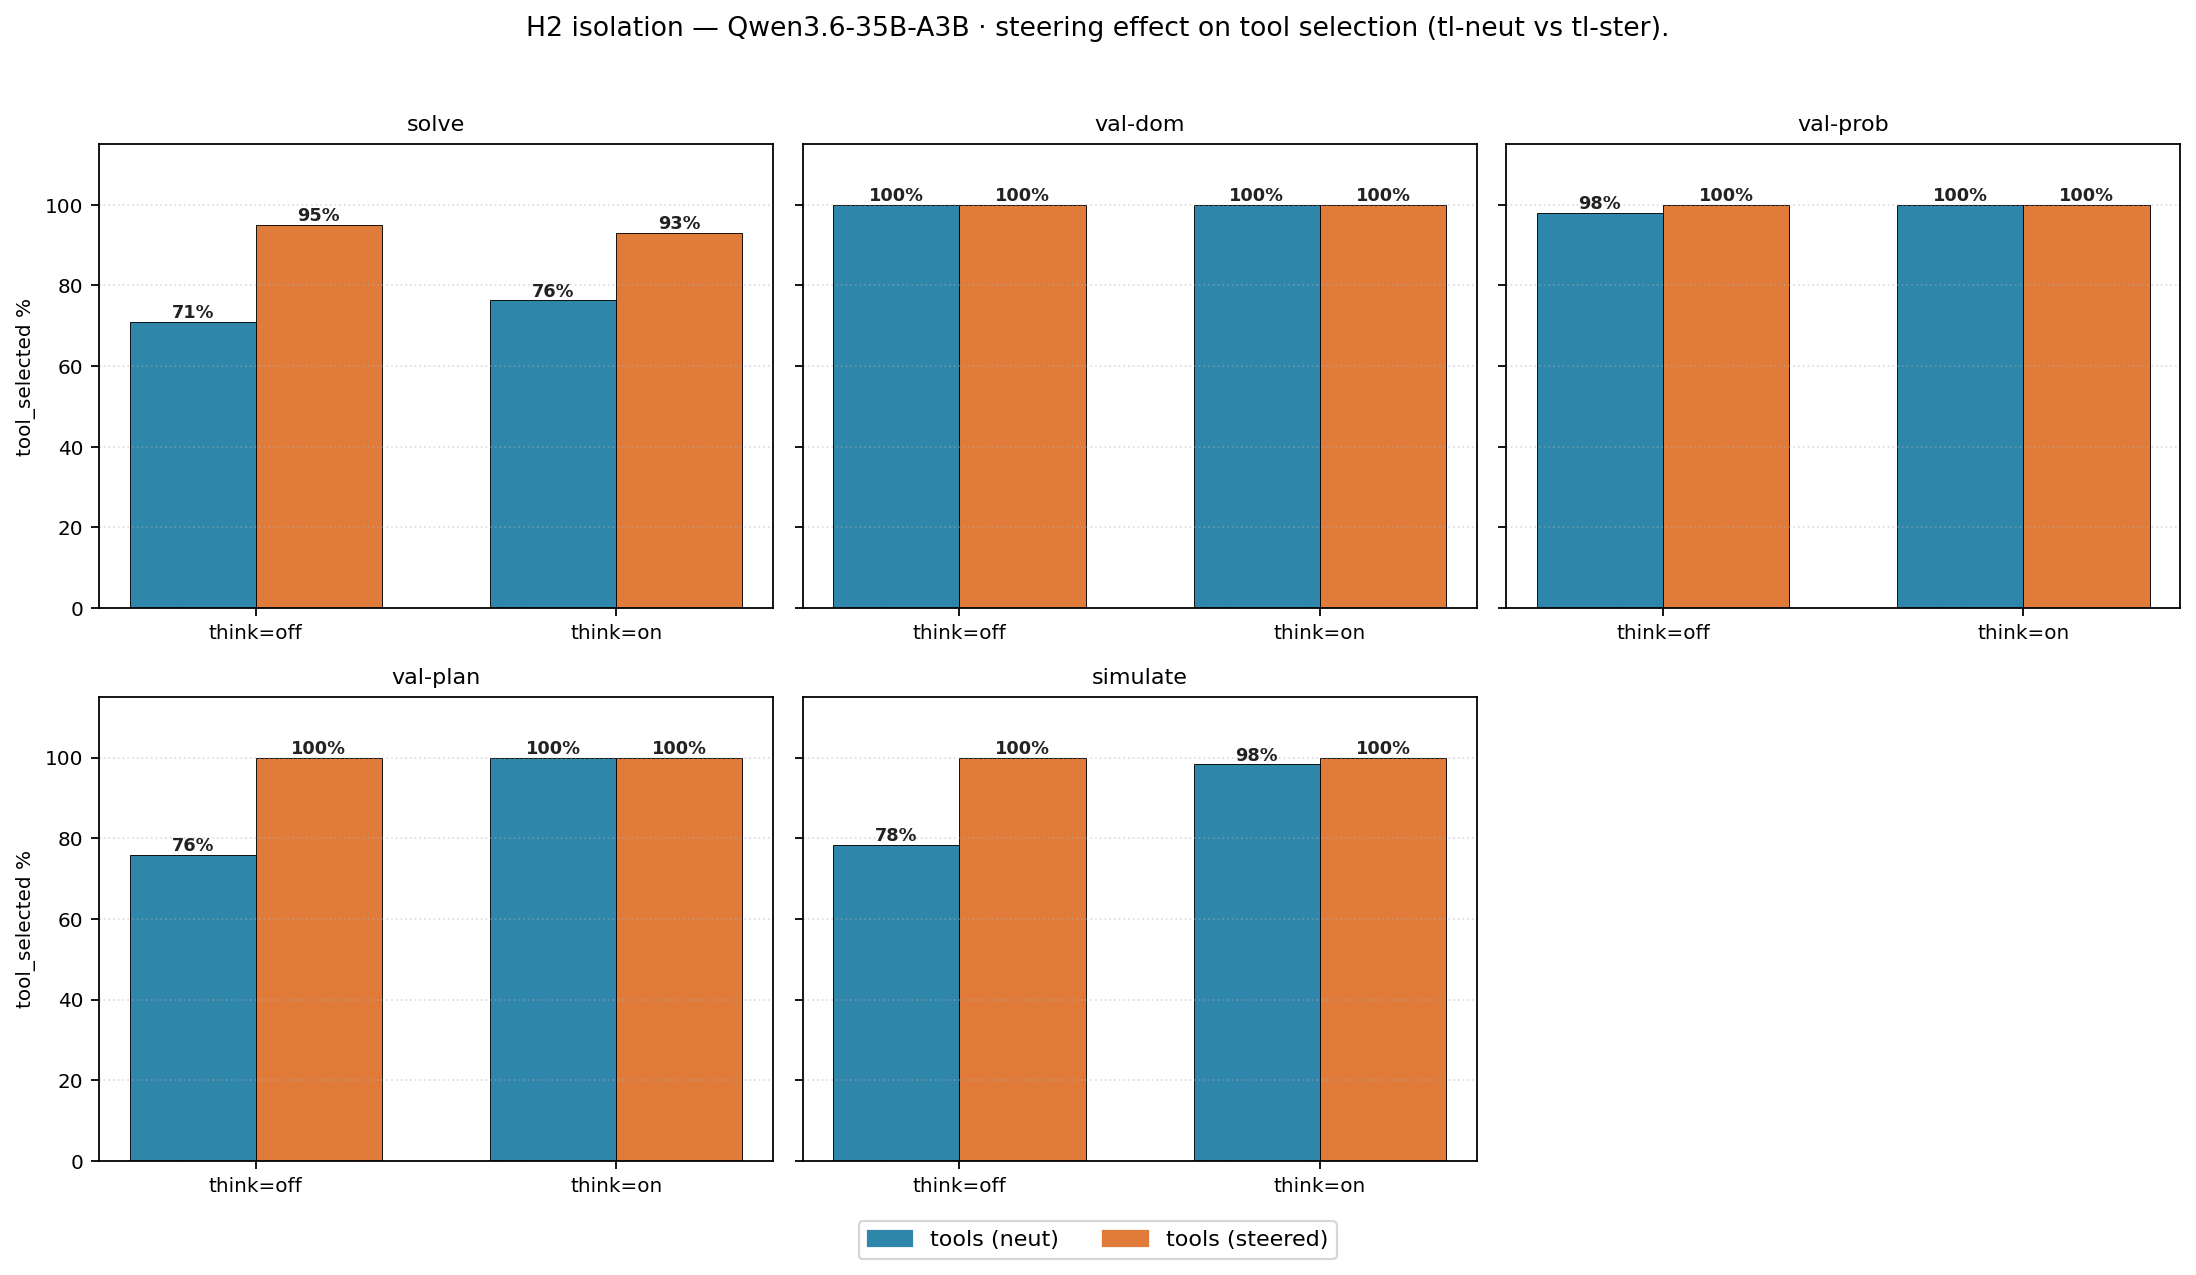 H2 isolation — Qwen3.6-35B-A3B · steering effect on tool selection (tl-neut vs tl-ster).
solve
val-dom
val-prob
tool_selected %
100
80
60
40
20
0
71%
95%
76%
93%
think=off
think=on
100%
100%
100%
100%
think=off
think=on
98%
100%
100%
100%
think=off
think=on
val-plan
simulate
tool_selected %
100
80
60
40
20
0
76%
100%
100%
100%
think=off
think=on
78%
100%
98%
100%
think=off
think=on
tools (neut)
tools (steered)